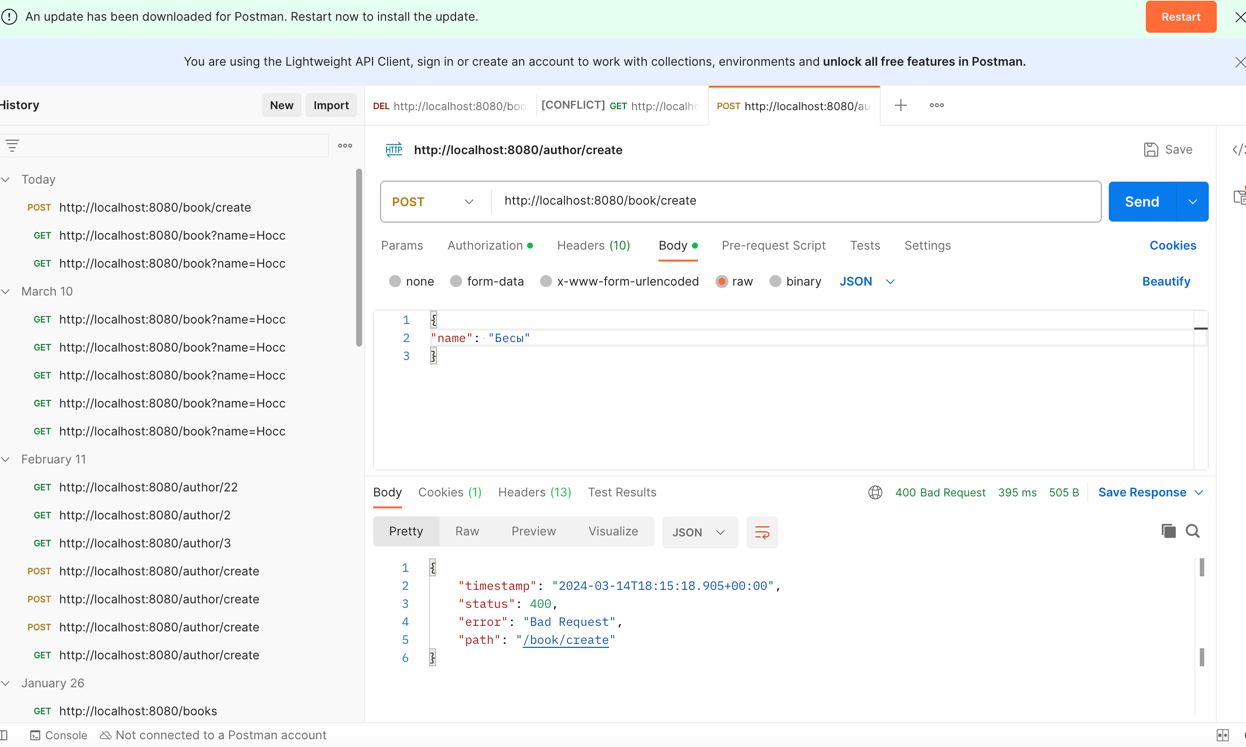 An update has been downloaded for Postman. Restart now to install the update.
Restart
You are using the Lightweight API Client, sign in or create an account to work with collections, environments and unlock all free features in Postman.
History
New
Import
DEL http://localhost:8080/boo
[CONFLICT] GET http://localho
POST http://localhost:8080/au
Today
POST http://localhost:8080/book/create
GET http://localhost:8080/book?name=Носс
GET http://localhost:8080/book?name=Носс
March 10
GET http://localhost:8080/book?name=Носс
GET http://localhost:8080/book?name=Носс
GET http://localhost:8080/book?name=Носс
GET http://localhost:8080/book?name=Носс
GET http://localhost:8080/book?name=Носс
February 11
GET http://localhost:8080/author/22
GET http://localhost:8080/author/2
GET http://localhost:8080/author/3
POST http://localhost:8080/author/create
POST http://localhost:8080/author/create
POST http://localhost:8080/author/create
GET http://localhost:8080/author/create
January 26
GET http://localhost:8080/books
HTTP http://localhost:8080/author/create
Save
POST http://localhost:8080/book/create
Send
Params Authorization Headers (10) Body Pre-request Script Tests Settings
Cookies
none form-data x-www-form-urlencoded raw binary JSON
Beautify
1 {
2 "name": "Бесы"
3 }
Body Cookies (1) Headers (13) Test Results
400 Bad Request 395 ms 505 B Save Response
Pretty Raw Preview Visualize JSON
1 {
2 "timestamp": "2024-03-14T18:15:18.905+00:00",
3 "status": 400,
4 "error": "Bad Request",
5 "path": "/book/create"
6 }
Console
Not connected to a Postman account